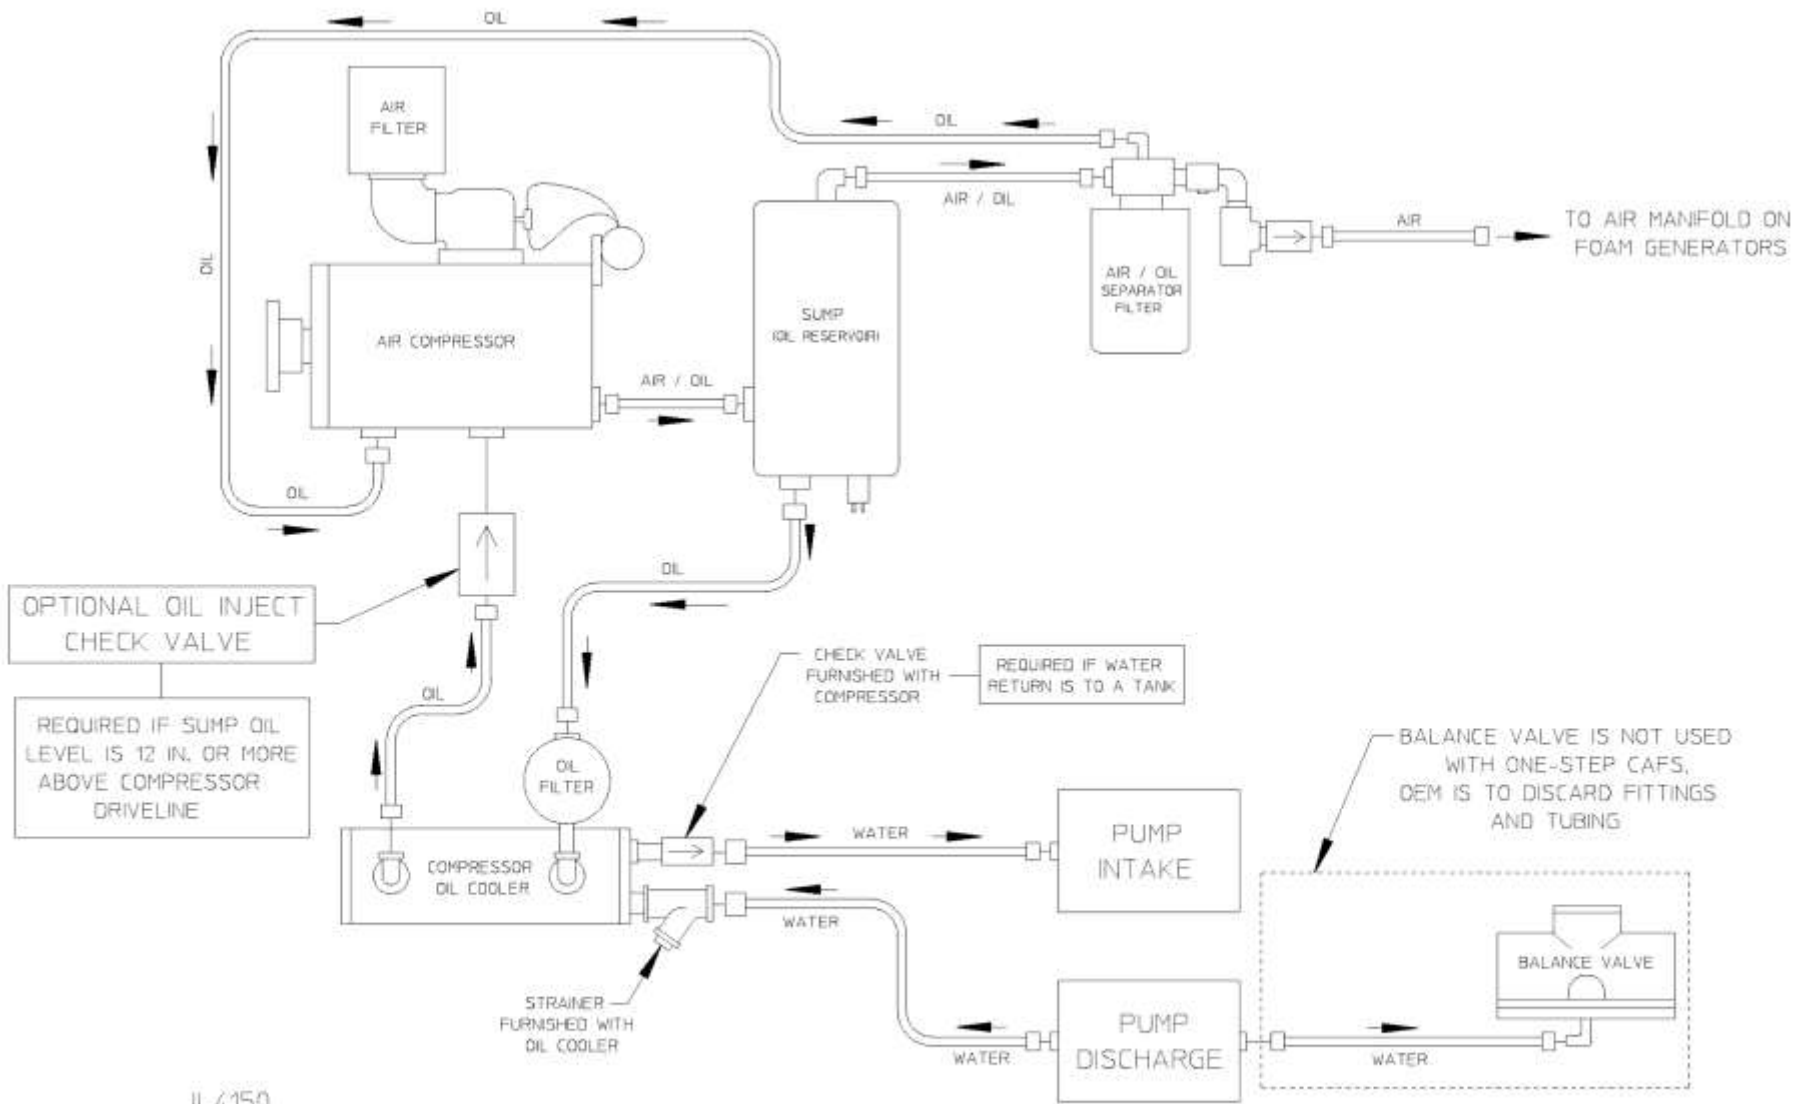 OIL
AIR
FILTER
OIL
OIL
AIR / OIL
AIR
TO AIR MANIFOLD ON
FOAM GENERATORS
AIR / OIL
SEPARATOR
FILTER
SUMP
(OIL RESERVOIR)
AIR COMPRESSOR
AIR / OIL
OIL
OIL
OPTIONAL OIL INJECT
CHECK VALVE
REQUIRED IF SUMP OIL
LEVEL IS 12 IN. OR MORE
ABOVE COMPRESSOR
DRIVELINE
OIL
CHECK VALVE
FURNISHED WITH
COMPRESSOR
REQUIRED IF WATER
RETURN IS TO A TANK
BALANCE VALVE IS NOT USED
WITH ONE-STEP CAFS,
OEM IS TO DISCARD FITTINGS
AND TUBING
OIL
FILTER
COMPRESSOR
OIL COOLER
WATER
PUMP
INTAKE
WATER
STRAINER
FURNISHED WITH
OIL COOLER
WATER
PUMP
DISCHARGE
WATER
BALANCE VALVE